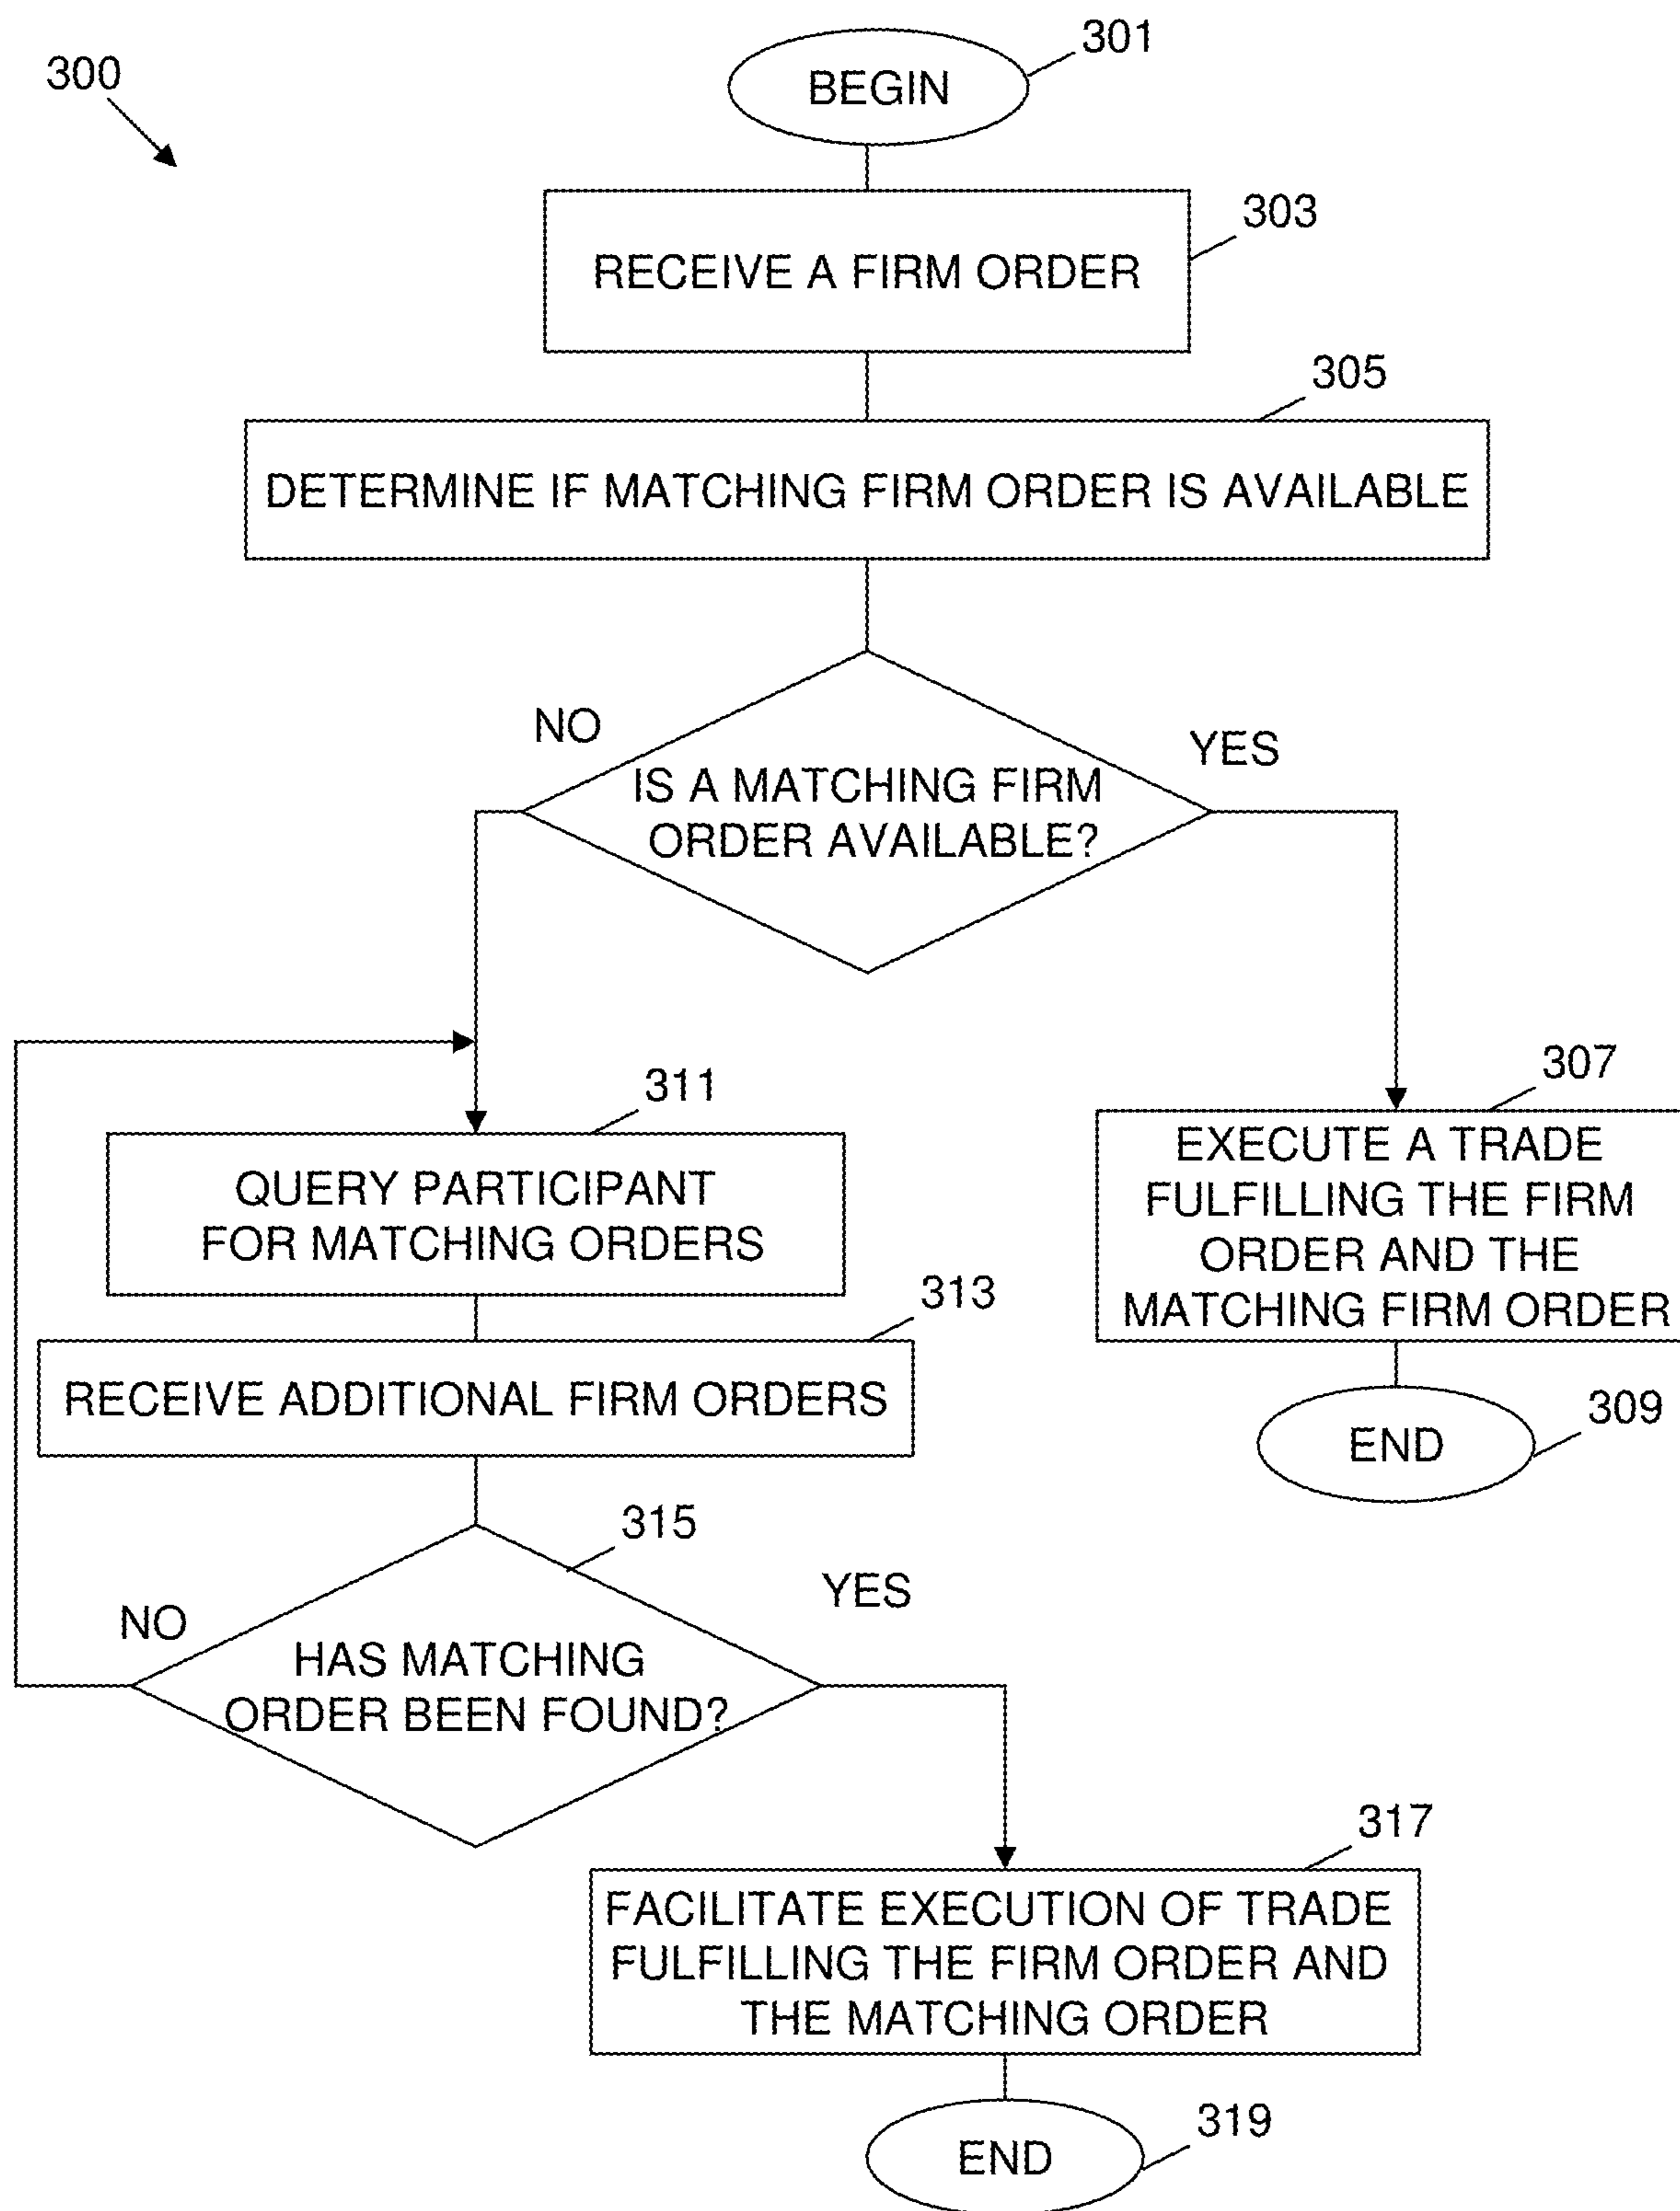 300
301
BEGIN
303
RECEIVE A FIRM ORDER
305
DETERMINE IF MATCHING FIRM ORDER IS AVAILABLE
NO
YES
IS A MATCHING FIRM
ORDER AVAILABLE?
311
QUERY PARTICIPANT
FOR MATCHING ORDERS
307
EXECUTE A TRADE
FULFILLING THE FIRM
ORDER AND THE
MATCHING FIRM ORDER
313
RECEIVE ADDITIONAL FIRM ORDERS
309
END
315
NO
YES
HAS MATCHING
ORDER BEEN FOUND?
317
FACILITATE EXECUTION OF TRADE
FULFILLING THE FIRM ORDER AND
THE MATCHING ORDER
319
END